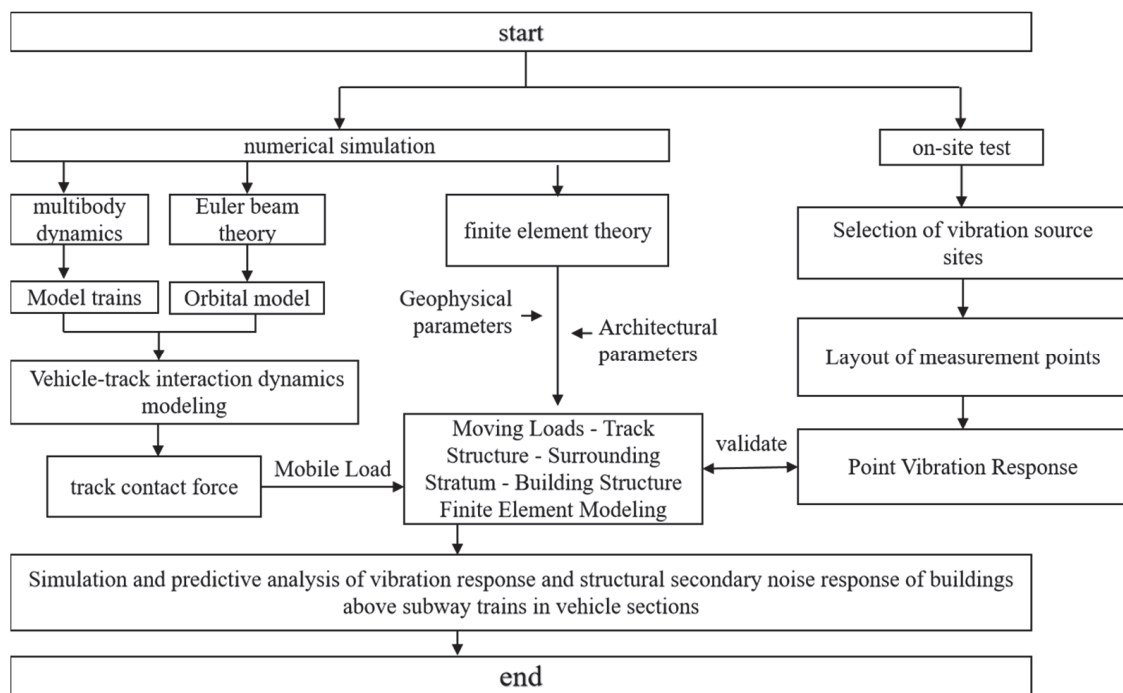 start
numerical simulation
on-site test
multibody
dynamics
Euler beam
theory
finite element theory
Selection of vibration source
sites
Model trains
Orbital model
Geophysical
parameters
Architectural
parameters
Layout of measurement points
Vehicle-track interaction dynamics
modeling
Moving Loads - Track
Structure - Surrounding
Stratum - Building Structure
Finite Element Modeling
validate
Point Vibration Response
track contact force
Mobile Load
Simulation and predictive analysis of vibration response and structural secondary noise response of buildings
above subway trains in vehicle sections
end